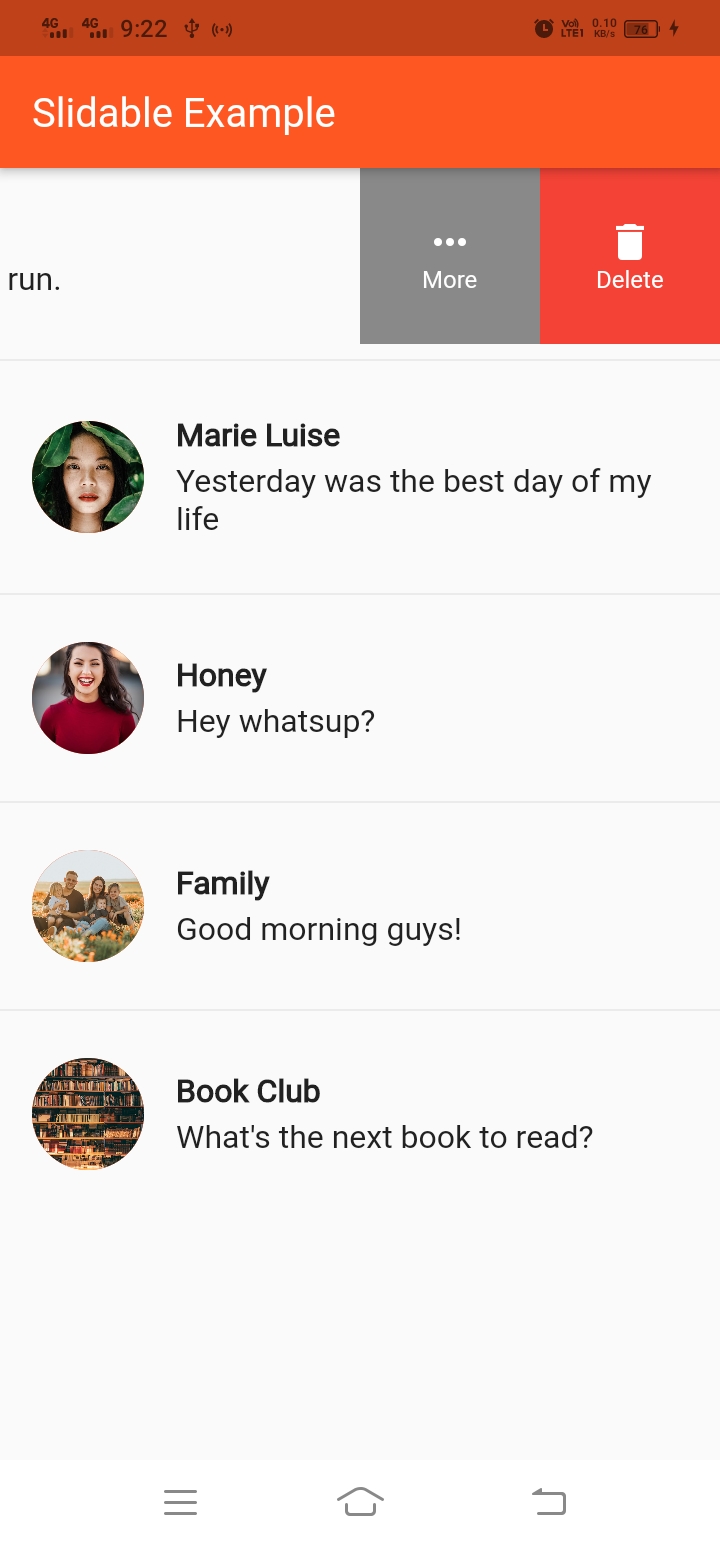 4G 4G 9:22 Vo) LTE1 0.10 KB/s 76
Slidable Example
More
Delete
run.
Marie Luise
Yesterday was the best day of my
life
Honey
Hey whatsup?
Family
Good morning guys!
Book Club
What's the next book to read?